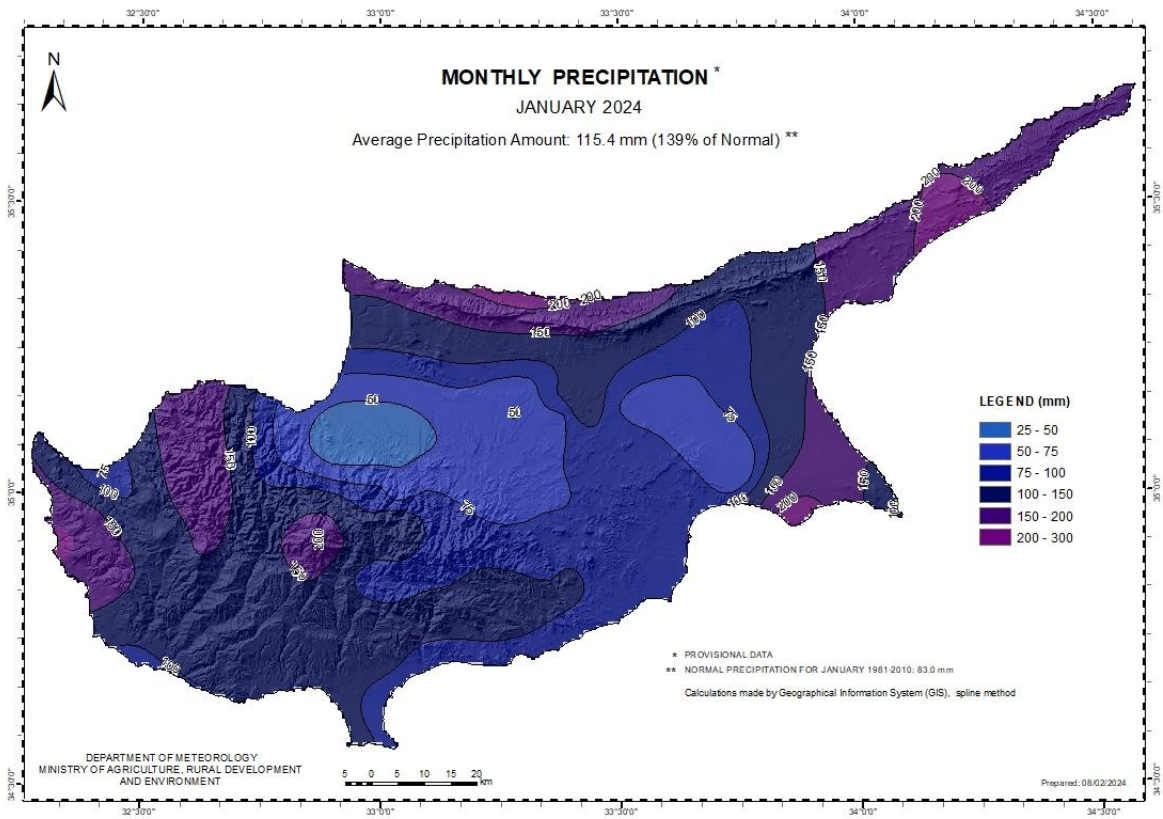 32°30'0"
33°0'0"
33°30'0"
34°0'0"
34°30'0"
N
MONTHLY PRECIPITATION *
JANUARY 2024
Average Precipitation Amount: 115.4 mm (139% of Normal) **
35°30'0"
35°30'0"
200
200
200
200
200
150
150
150
100
150
50
50
100
150
75
100
150
75
150
100
150
200
100
200
150
100
LEGEND (mm)
25 - 50
50 - 75
75 - 100
100 - 150
150 - 200
200 - 300
35°0'0"
35°0'0"
* PROVISIONAL DATA
** NORMAL PRECIPITATION FOR JANUARY 1981-2010: 83.0 mm
Calculations made by Geographical Information System (GIS), spline method
DEPARTMENT OF METEOROLOGY
MINISTRY OF AGRICULTURE, RURAL DEVELOPMENT
AND ENVIRONMENT
5 0 5 10 15 20
km
Prepared: 08/02/2024
34°30'0"
34°30'0"
32°30'0"
33°0'0"
33°30'0"
34°0'0"
34°30'0"